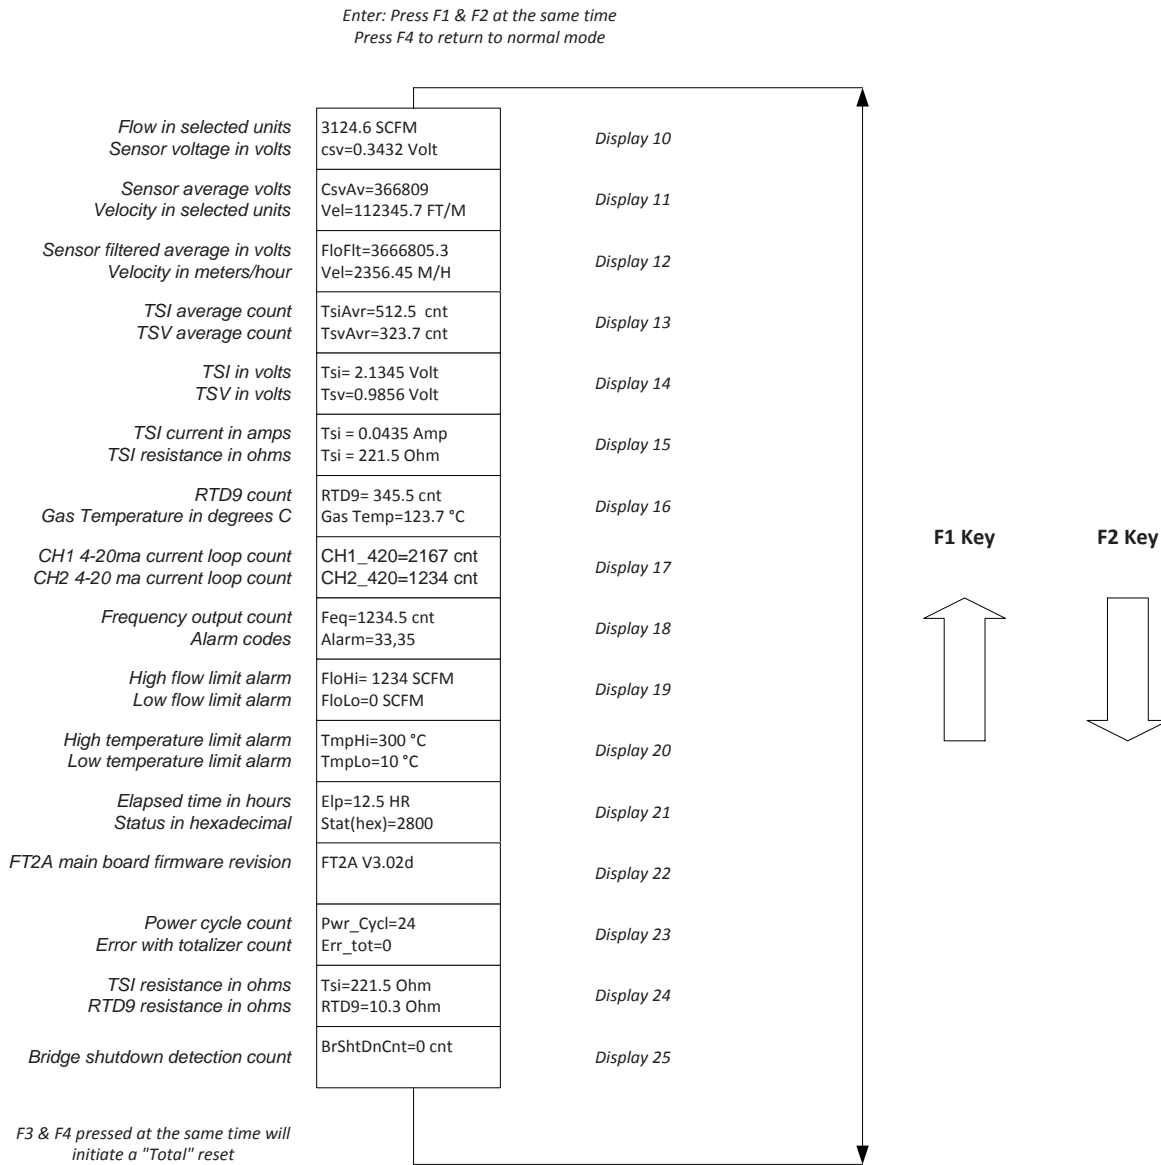 Enter: Press F1 & F2 at the same time
Press F4 to return to normal mode
Flow in selected units
Sensor voltage in volts
3124.6 SCFM
csv=0.3432 Volt
Display 10
Sensor average volts
Velocity in selected units
CsvAv=366809
Vel=112345.7 FT/M
Display 11
Sensor filtered average in volts
Velocity in meters/hour
FloFlt=3666805.3
Vel=2356.45 M/H
Display 12
TSI average count
TSV average count
TsiAvr=512.5 cnt
TsvAvr=323.7 cnt
Display 13
TSI in volts
TSV in volts
Tsi= 2.1345 Volt
Tsv=0.9856 Volt
Display 14
TSI current in amps
TSI resistance in ohms
Tsi = 0.0435 Amp
Tsi = 221.5 Ohm
Display 15
RTD9 count
Gas Temperature in degrees C
RTD9= 345.5 cnt
Gas Temp=123.7 °C
Display 16
CH1 4-20ma current loop count
CH2 4-20 ma current loop count
CH1_420=2167 cnt
CH2_420=1234 cnt
Display 17
F1 Key
F2 Key
Frequency output count
Alarm codes
Feq=1234.5 cnt
Alarm=33,35
Display 18
High flow limit alarm
Low flow limit alarm
FloHi= 1234 SCFM
FloLo=0 SCFM
Display 19
High temperature limit alarm
Low temperature limit alarm
TmpHi=300 °C
TmpLo=10 °C
Display 20
Elapsed time in hours
Status in hexadecimal
Elp=12.5 HR
Stat(hex)=2800
Display 21
FT2A main board firmware revision
FT2A V3.02d
Display 22
Power cycle count
Error with totalizer count
Pwr_Cycl=24
Err_tot=0
Display 23
TSI resistance in ohms
RTD9 resistance in ohms
Tsi=221.5 Ohm
RTD9=10.3 Ohm
Display 24
Bridge shutdown detection count
BrShtDnCnt=0 cnt
Display 25
F3 & F4 pressed at the same time will
initiate a "Total" reset